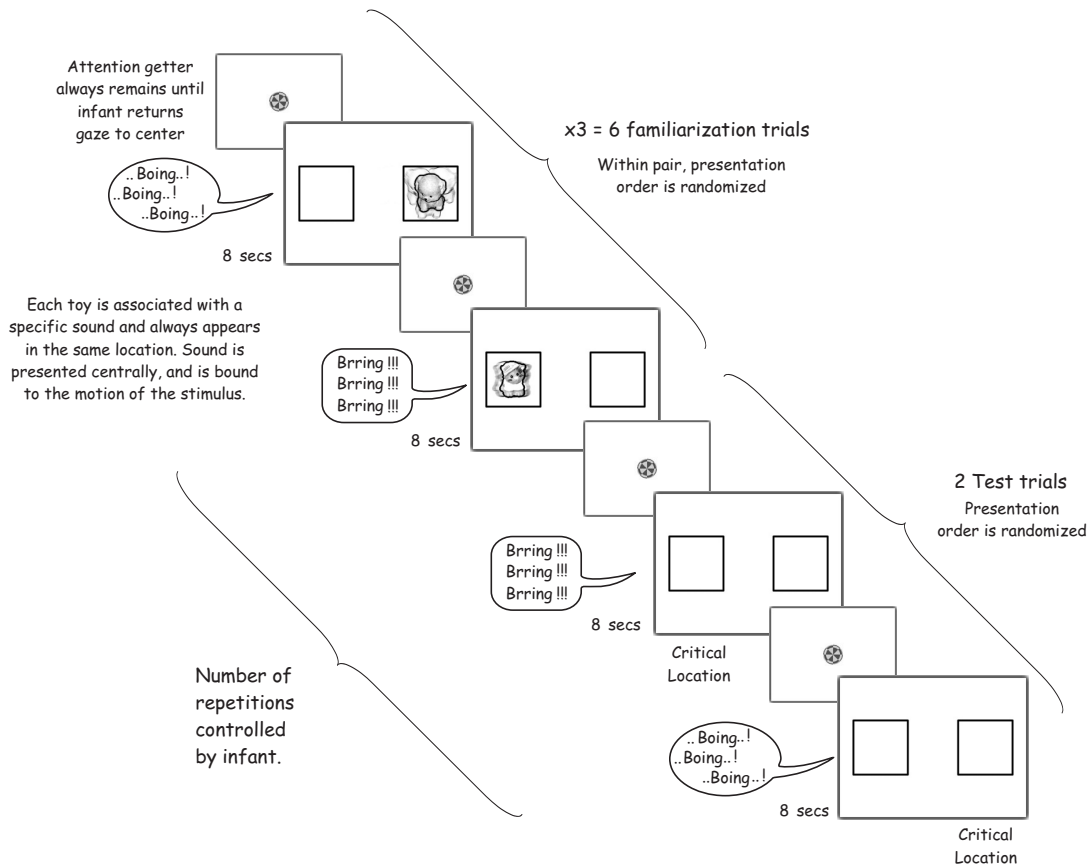 Attention getter
always remains until
infant returns
gaze to center
x3 = 6 familiarization trials
Within pair, presentation
order is randomized
..Boing..!
..Boing..!
..Boing..!
8 secs
Each toy is associated with a
specific sound and always appears
in the same location. Sound is
presented centrally, and is bound
to the motion of the stimulus.
Brring !!!
Brring !!!
Brring !!!
8 secs
2 Test trials
Presentation
order is randomized
Brring !!!
Brring !!!
Brring !!!
8 secs
Critical
Location
Number of
repetitions
controlled
by infant.
..Boing..!
..Boing..!
..Boing..!
8 secs
Critical
Location